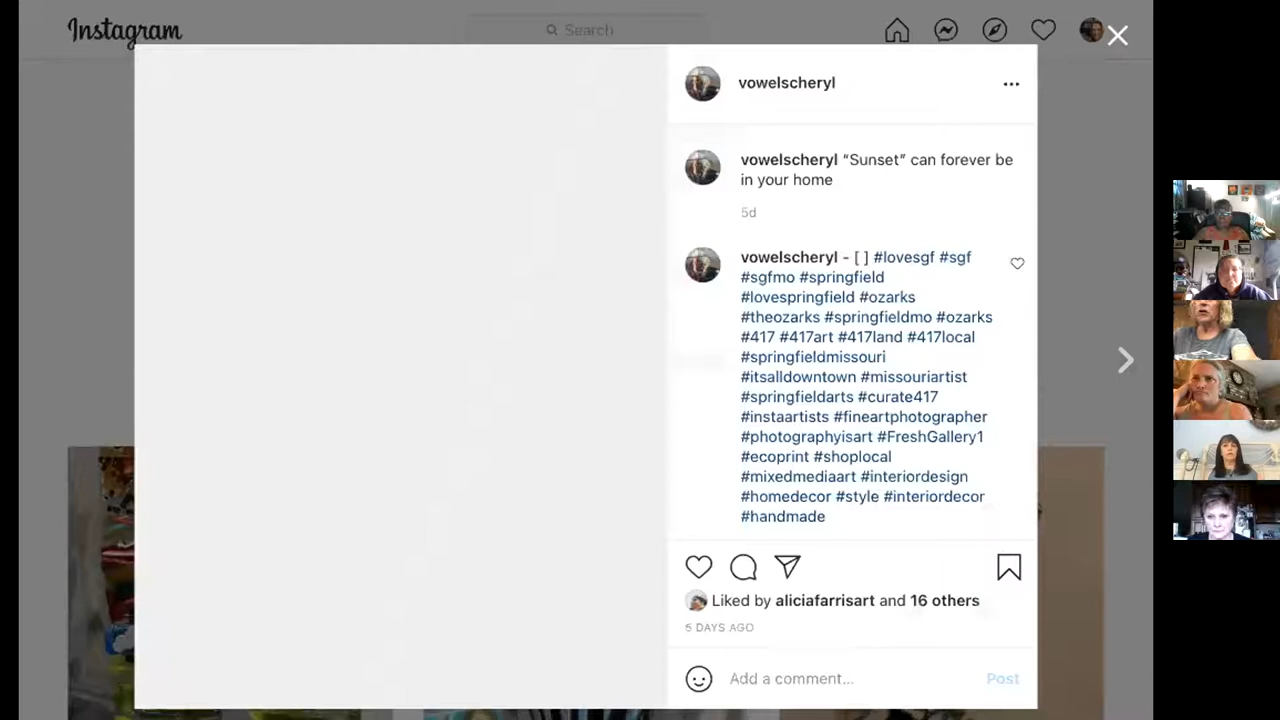 Instagram
Search
vowelscheryl
vowelscheryl “Sunset” can forever be
in your home
5d
vowelscheryl - [ ] #lovesgf #sgf
#sgfmo #springfield
#lovespringfield #ozarks
#theozarks #springfieldmo #ozarks
#417 #417art #417land #417local
#springfieldmissouri
#itsalldowntown #missouriartist
#springfieldarts #curate417
#instaartists #fineartphotographer
#photographyisart #FreshGallery1
#ecoprint #shoplocal
#mixedmediaart #interiordesign
#homedecor #style #interiordecor
#handmade
Liked by aliciafarrisart and 16 others
5 DAYS AGO
Add a comment...
Post